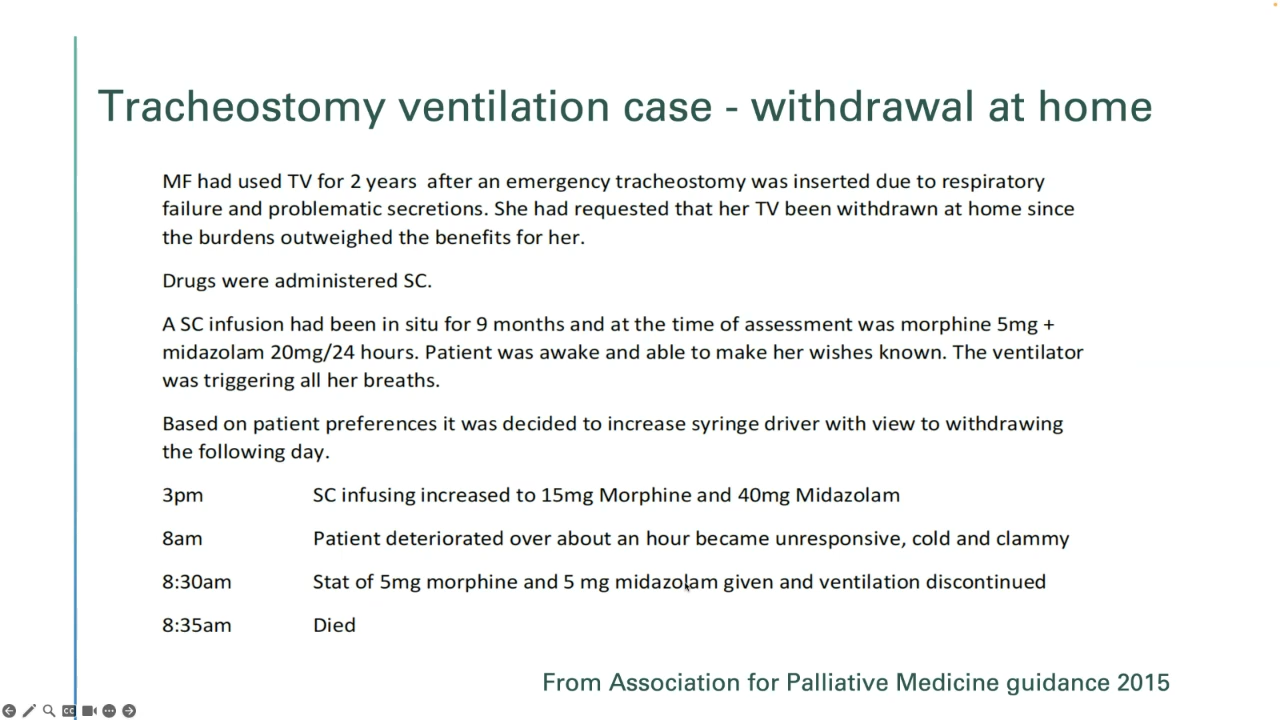 Tracheostomy ventilation case - withdrawal at home
MF had used TV for 2 years after an emergency tracheostomy was inserted due to respiratory
failure and problematic secretions. She had requested that her TV been withdrawn at home since
the burdens outweighed the benefits for her.
Drugs were administered SC.
A SC infusion had been in situ for 9 months and at the time of assessment was morphine 5mg +
midazolam 20mg/24 hours. Patient was awake and able to make her wishes known. The ventilator
was triggering all her breaths.
Based on patient preferences it was decided to increase syringe driver with view to withdrawing
the following day.
3pm SC infusing increased to 15mg Morphine and 40mg Midazolam
8am Patient deteriorated over about an hour became unresponsive, cold and clammy
8:30am Stat of 5mg morphine and 5 mg midazolam given and ventilation discontinued
8:35am Died
From Association for Palliative Medicine guidance 2015
CC